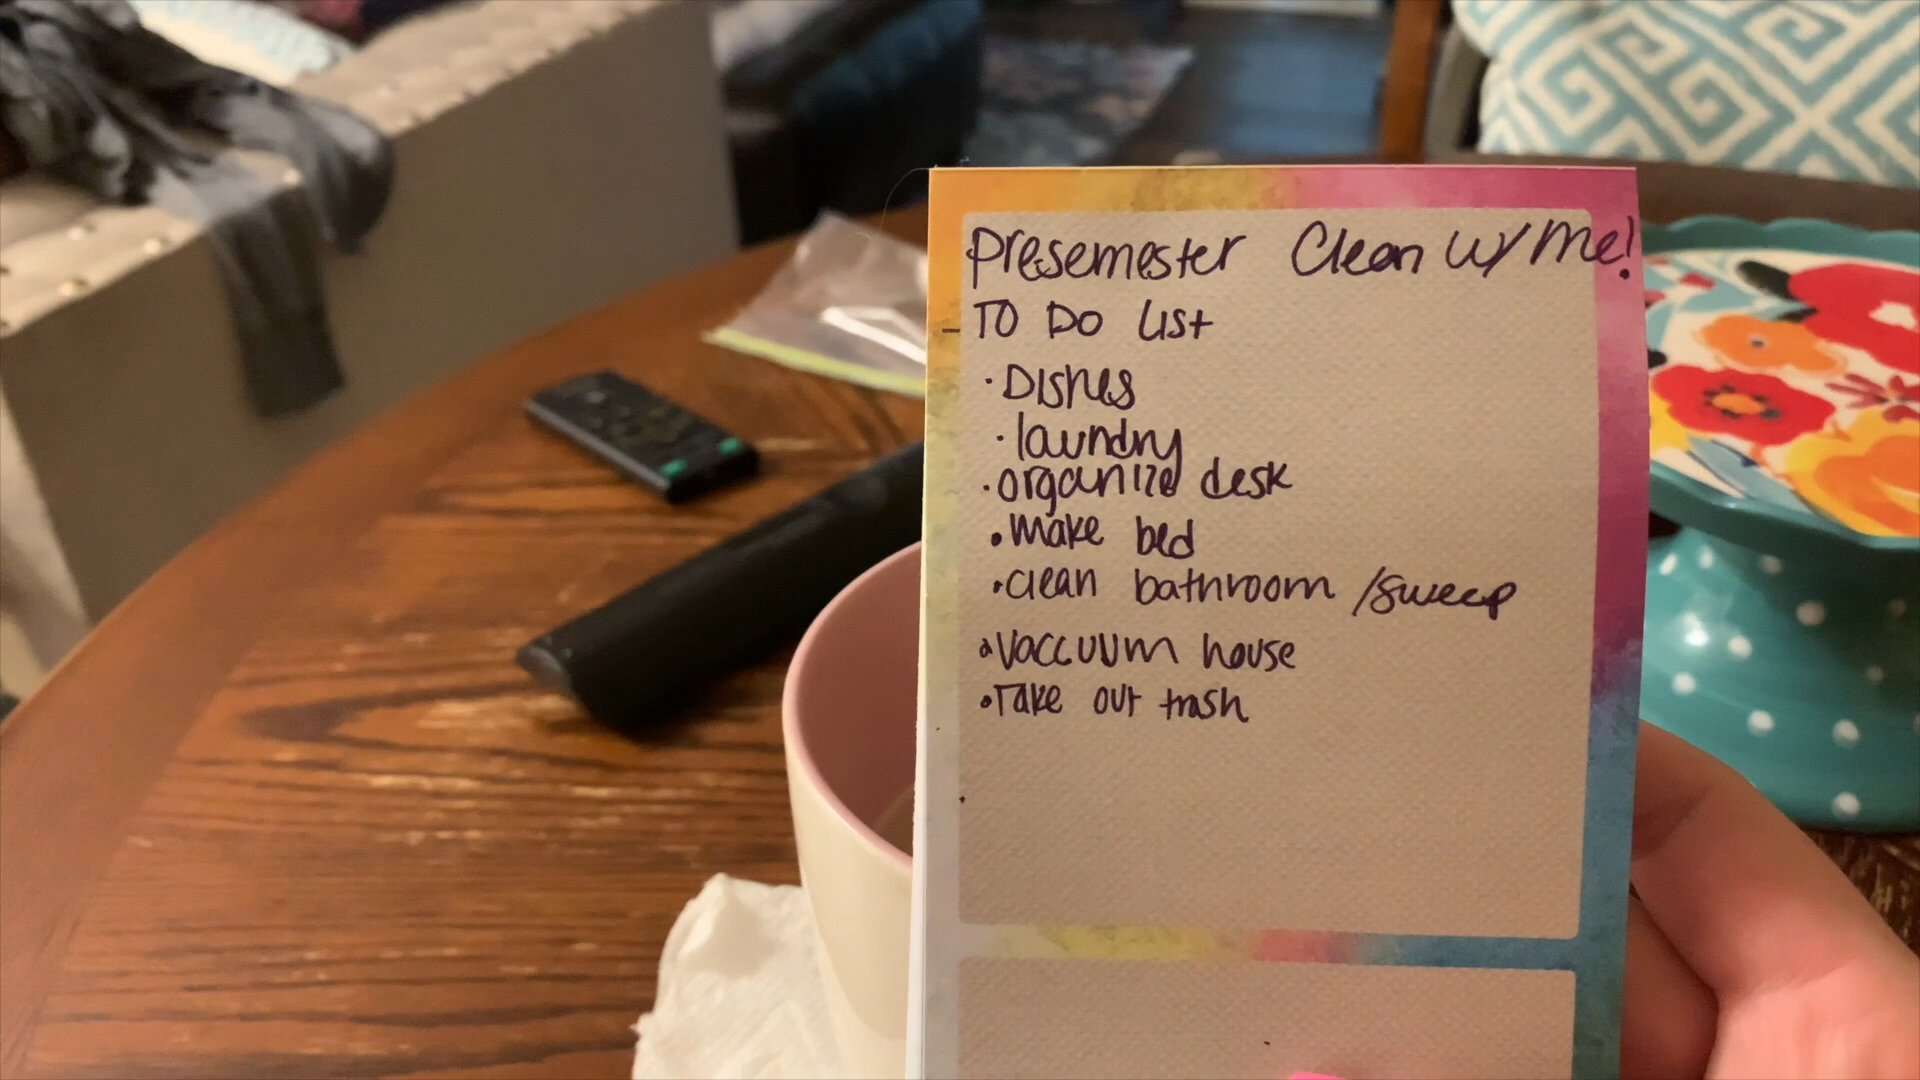 Presemester Clean w/ Me!
TO DO List
· Dishes
· laundry
· organize desk
• make bed
• clean bathroom /sweep
• Vaccuum house
• Take out trash